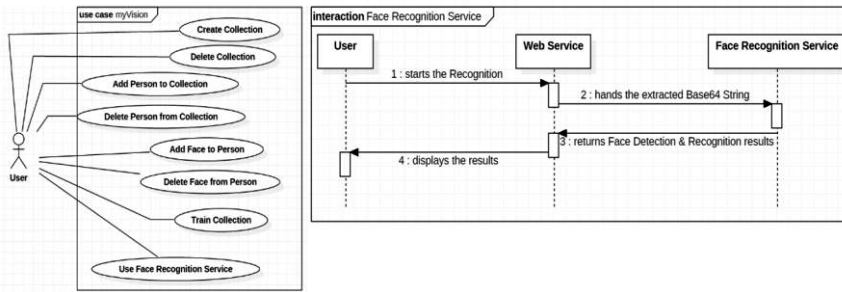 use case myVision
Create Collection
Delete Collection
Add Person to Collection
Delete Person from Collection
Add Face to Person
Delete Face from Person
Train Collection
Use Face Recognition Service
User
interaction Face Recognition Service
User
Web Service
Face Recognition Service
1 : starts the Recognition
2 : hands the extracted Base64 String
3 : returns Face Detection & Recognition results
4 : displays the results